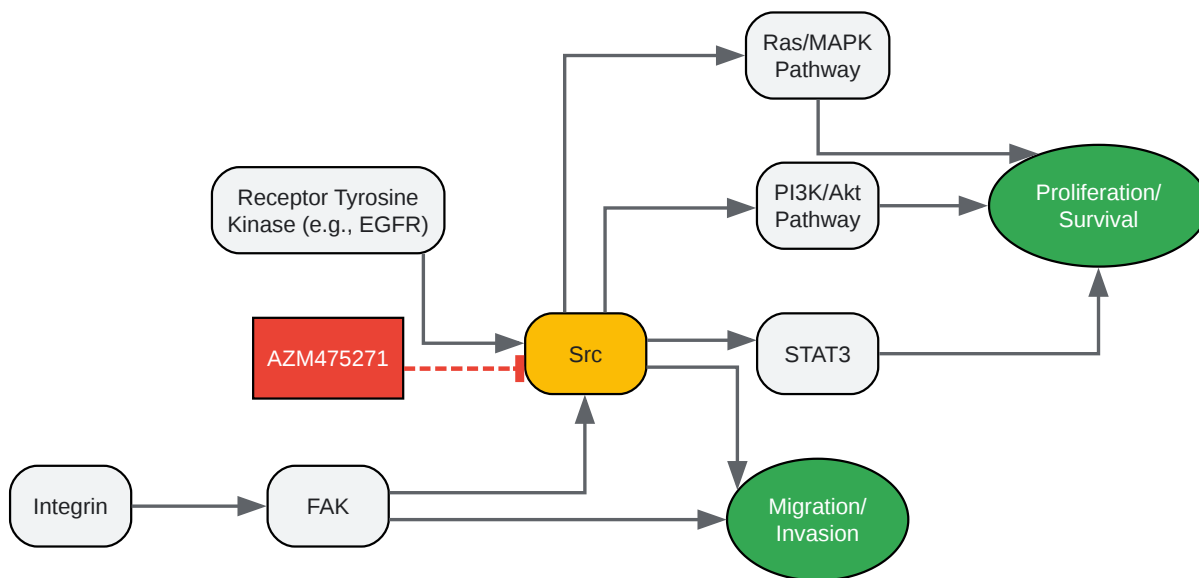 Ras/MAPK
Pathway
Receptor Tyrosine
Kinase (e.g., EGFR)
PI3K/Akt
Pathway
Proliferation/
Survival
AZM475271
Src
STAT3
Integrin
FAK
Migration/
Invasion